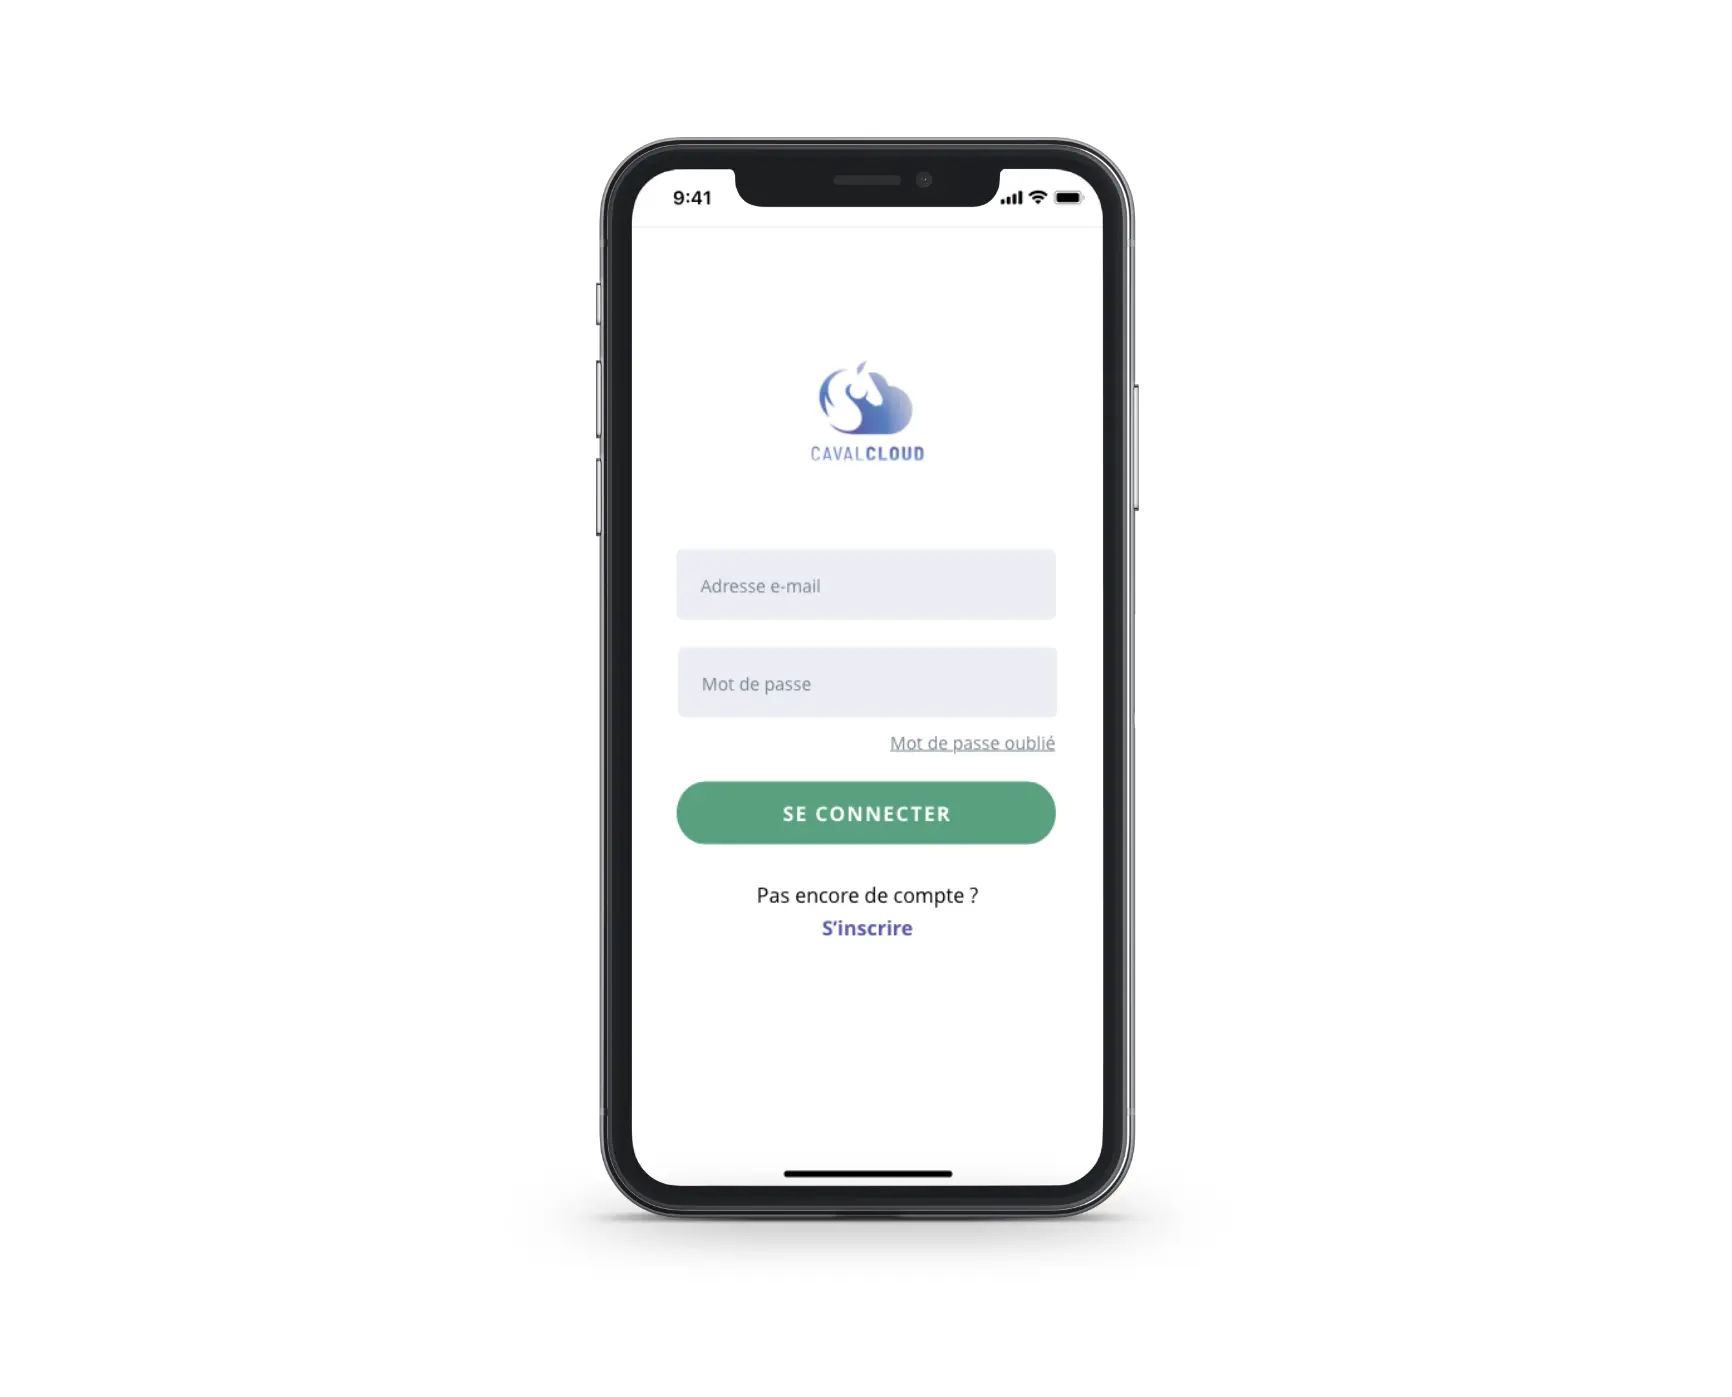 9:41
CAVALCLOUD
Adresse e-mail
Mot de passe
Mot de passe oublié
SE CONNECTER
Pas encore de compte ?
S’inscrire